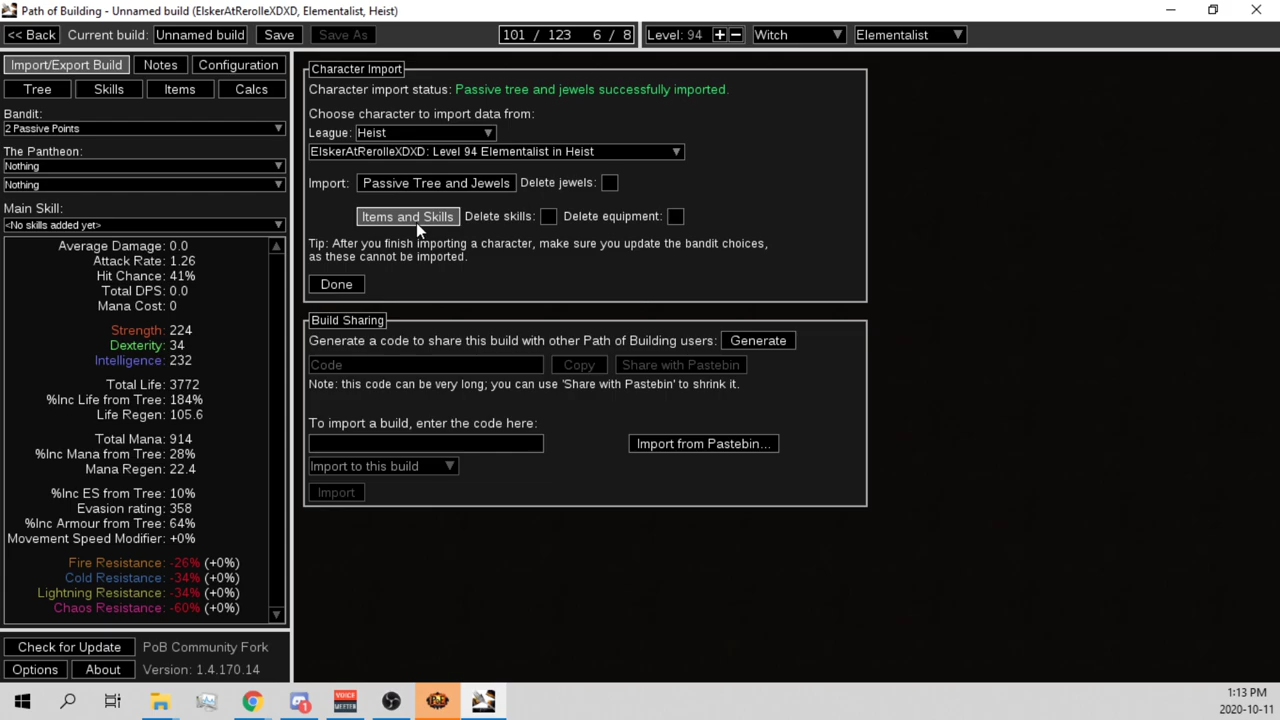 Path of Building - Unnamed build (ElskerAtRerolleXDXD, Elementalist, Heist)
<< Back Current build: Unnamed build Save Save As 101 / 123 6 / 8 Level: 94 + - Witch Elementalist
Import/Export Build Notes Configuration
Tree Skills Items Calcs
Bandit:
2 Passive Points
The Pantheon:
Nothing
Nothing
Main Skill:
<No skills added yet>
Average Damage: 0.0
Attack Rate: 1.26
Hit Chance: 41%
Total DPS: 0.0
Mana Cost: 0
Strength: 224
Dexterity: 34
Intelligence: 232
Total Life: 3772
%Inc Life from Tree: 184%
Life Regen: 105.6
Total Mana: 914
%Inc Mana from Tree: 28%
Mana Regen: 22.4
%Inc ES from Tree: 10%
Evasion rating: 358
%Inc Armour from Tree: 64%
Movement Speed Modifier: +0%
Fire Resistance: -26% (+0%)
Cold Resistance: -34% (+0%)
Lightning Resistance: -34% (+0%)
Chaos Resistance: -60% (+0%)
Check for Update PoB Community Fork
Options About Version: 1.4.170.14
Character Import
Character import status: Passive tree and jewels successfully imported.
Choose character to import data from:
League: Heist
ElskerAtRerolleXDXD: Level 94 Elementalist in Heist
Import: Passive Tree and Jewels Delete jewels:
Items and Skills Delete skills: Delete equipment:
Tip: After you finish importing a character, make sure you update the bandit choices,
as these cannot be imported.
Done
Build Sharing
Generate a code to share this build with other Path of Building users: Generate
Code Copy Share with Pastebin
Note: this code can be very long; you can use 'Share with Pastebin' to shrink it.
To import a build, enter the code here:
Import from Pastebin...
Import to this build
Import
VOICE
MEETER
1
PoE
1:13 PM
2020-10-11